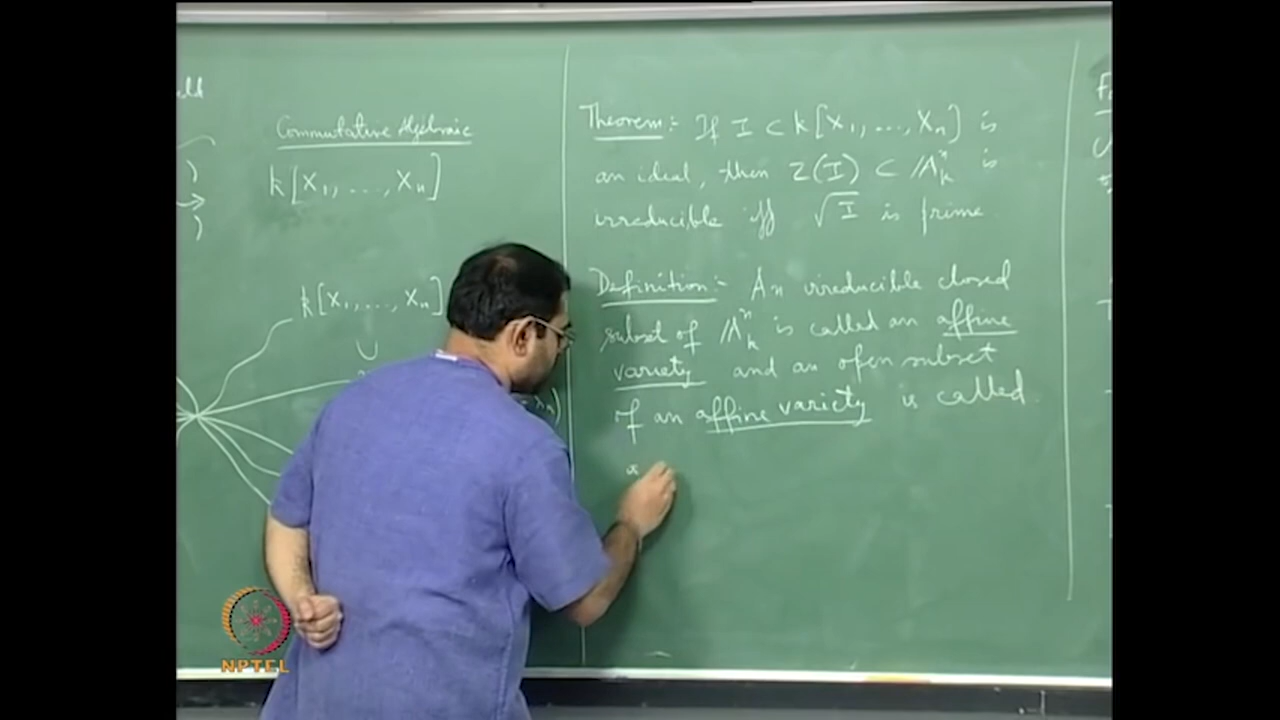 Commutative Algebraic
k[X₁, ..., Xₙ]
k[X₁, ..., Xₙ]
Theorem:- If I ⊂ k[X₁, ..., Xₙ] is
an ideal, then Z(I) ⊂ 𝔸ⁿₖ is
irreducible iff √I is prime
Definition:- An irreducible closed
subset of 𝔸ⁿₖ is called an affine
variety and an open subset
of an affine variety is called
NPTEL